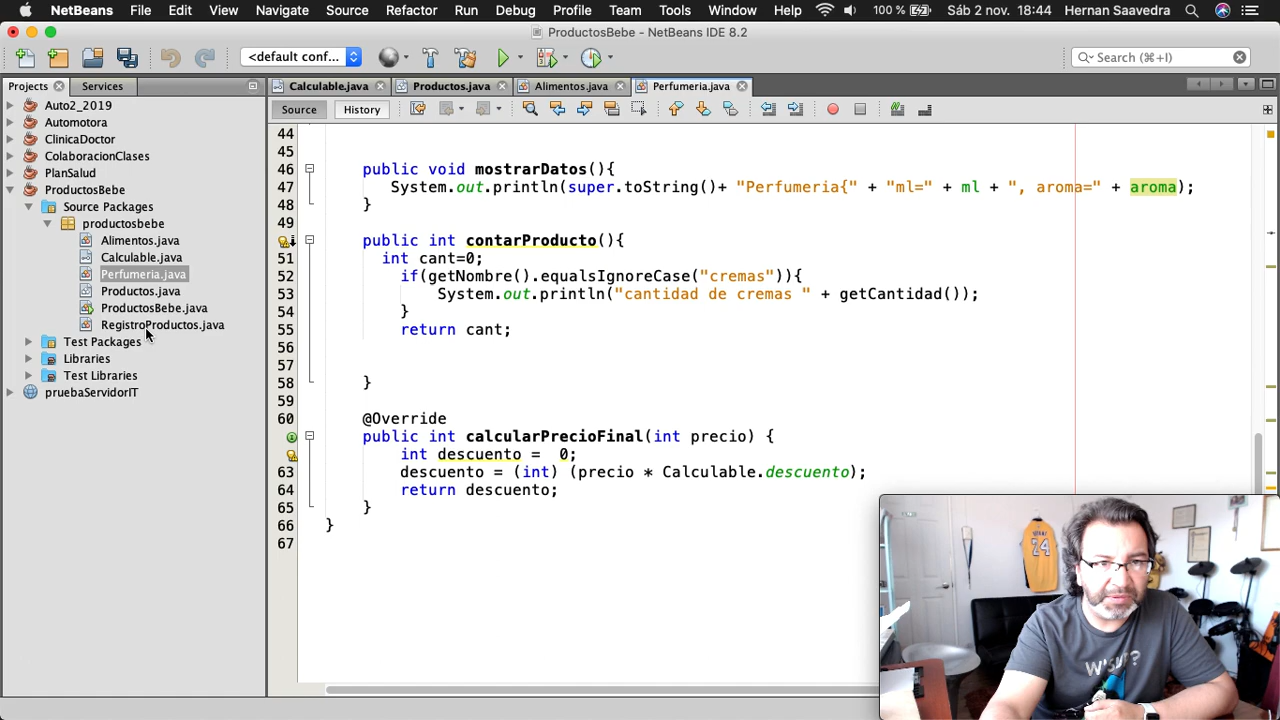 NetBeans File Edit View Navigate Source Refactor Run Debug Profile Team Tools Window Help 100 % Sáb 2 nov. 18:44 Hernan Saavedra
ProductosBebe - NetBeans IDE 8.2
<default conf... Search (⌘+I)
Projects Services Calculable.java Productos.java Alimentos.java Perfumeria.java
Source History
Auto2_2019
Automotora
ClinicaDoctor
ColaboracionClases
PlanSalud
ProductosBebe
Source Packages
productosbebe
Alimentos.java
Calculable.java
Perfumeria.java
Productos.java
ProductosBebe.java
RegistroProductos.java
Test Packages
Libraries
Test Libraries
pruebaServidorIT
44
45
46 public void mostrarDatos(){
47 System.out.println(super.toString()+ "Perfumeria{" + "ml=" + ml + ", aroma=" + aroma);
48 }
49
public int contarProducto(){
51 int cant=0;
52 if(getNombre().equalsIgnoreCase("cremas")){
53 System.out.println("cantidad de cremas " + getCantidad());
54 }
55 return cant;
56
57
58 }
59
60 @Override
public int calcularPrecioFinal(int precio) {
int descuento = 0;
63 descuento = (int) (precio * Calculable.descuento);
64 return descuento;
65 }
66 }
67
24